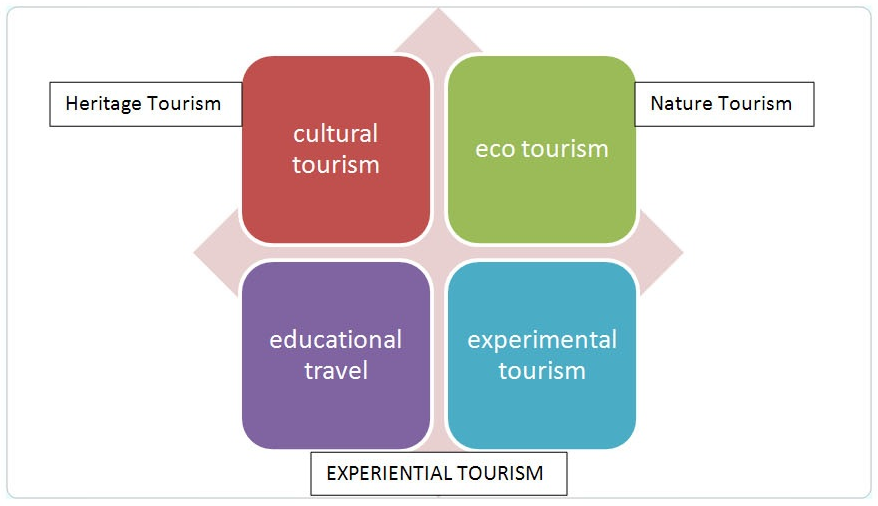 Heritage Tourism
cultural
tourism
eco tourism
Nature Tourism
educational
travel
experimental
tourism
EXPERIENTIAL TOURISM